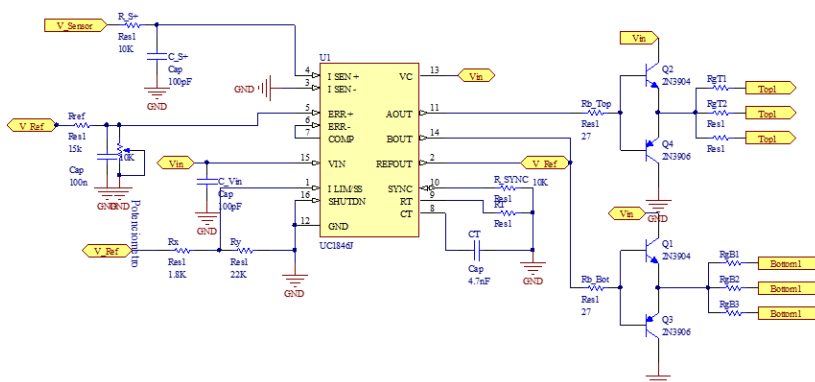 V_Sensor
R_S+
Res1
10K
C_S+
Cap
100pF
GND
GND
V_Ref
Rref
Res1
15k
Cap
100n
10K
GND
GND
Potenciometro
Vin
C_Vin
Cap
100pF
GND
V_Ref
Rx
Res1
1.8K
Ry
Res1
22K
GND
U1
4 I SEN + VC 13
3 I SEN -
5 ERR+ AOUT 11
6 ERR- BOUT 14
7 COMP
15 VIN REFOUT 2
1 I LIM/SS SYNC 10
16 SHUTDN RT 9
CT 8
12 GND
UC1846J
Vin
V_Ref
R_SYNC 10K
Res1
RT
Res1
CT
Cap
4.7nF
GND
Rb_Top
Res1
27
Vin
Q2
2N3904
Q4
2N3906
GND
RgT1
Res1
RgT2
Res1
Res1
Top1
Top1
Top1
Vin
Q1
2N3904
Q3
2N3906
Rb_Bot
Res1
27
RgB1
Res1
RgB2
Res1
RgB3
Res1
Bottom1
Bottom1
Bottom1